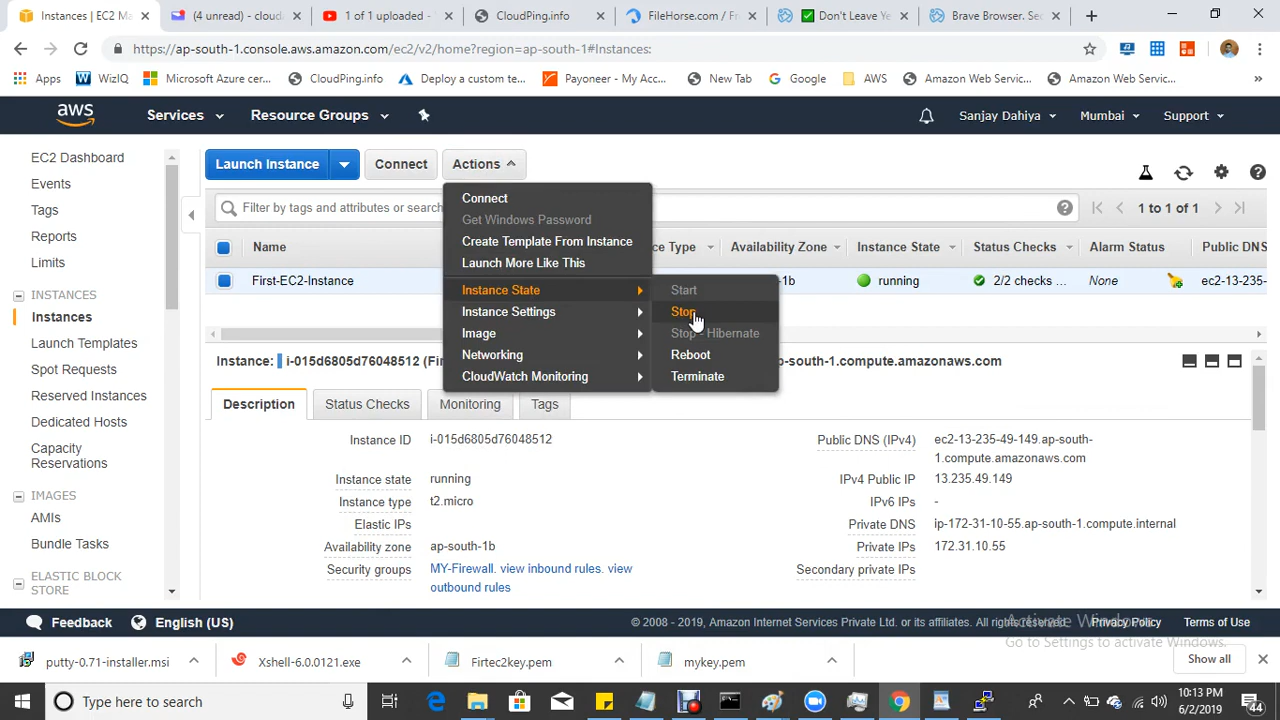 Instances | EC2 Ma
(4 unread) - cloud
1 of 1 uploaded -
CloudPing.info
FileHorse.com / Fr
Don't Leave Ye
Brave Browser. Sec
https://ap-south-1.console.aws.amazon.com/ec2/v2/home?region=ap-south-1#Instances:
Apps
WizIQ
Microsoft Azure cer...
CloudPing.info
Deploy a custom te...
Payoneer - My Acc...
New Tab
Google
AWS
Amazon Web Servic...
Amazon Web Servic...
aws
Services
Resource Groups
Sanjay Dahiya
Mumbai
Support
EC2 Dashboard
Events
Tags
Reports
Limits
INSTANCES
Instances
Launch Templates
Spot Requests
Reserved Instances
Dedicated Hosts
Capacity
Reservations
IMAGES
AMIs
Bundle Tasks
ELASTIC BLOCK
STORE
Launch Instance
Connect
Actions
Filter by tags and attributes or search
1 to 1 of 1
Name
ce Type
Availability Zone
Instance State
Status Checks
Alarm Status
Public DNS
First-EC2-Instance
1b
running
2/2 checks ...
None
ec2-13-235-49
Connect
Get Windows Password
Create Template From Instance
Launch More Like This
Instance State
Instance Settings
Image
Networking
CloudWatch Monitoring
Start
Stop
Stop - Hibernate
Reboot
Terminate
Instance: i-015d6805d76048512 (Fir
p-south-1.compute.amazonaws.com
Description
Status Checks
Monitoring
Tags
Instance ID
i-015d6805d76048512
Instance state
running
Instance type
t2.micro
Elastic IPs
Availability zone
ap-south-1b
Security groups
MY-Firewall. view inbound rules. view
outbound rules
Public DNS (IPv4)
ec2-13-235-49-149.ap-south-
1.compute.amazonaws.com
IPv4 Public IP
13.235.49.149
IPv6 IPs
-
Private DNS
ip-172-31-10-55.ap-south-1.compute.internal
Private IPs
172.31.10.55
Secondary private IPs
Feedback
English (US)
© 2008 - 2019, Amazon Internet Services Private Ltd. or its affiliates. All rights reserved.
Privacy Policy
Terms of Use
Activate Windows
Go to Settings to activate Windows.
putty-0.71-installer.msi
Xshell-6.0.0121.exe
Firtec2key.pem
mykey.pem
Show all
Type here to search
10:13 PM
6/2/2019
44